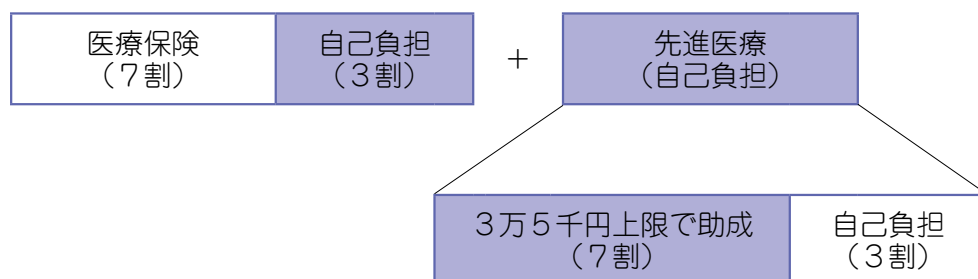 医療保険
（７割）
自己負担
（３割）
＋
先進医療
（自己負担）
３万５千円上限で助成
（７割）
自己負担
（３割）